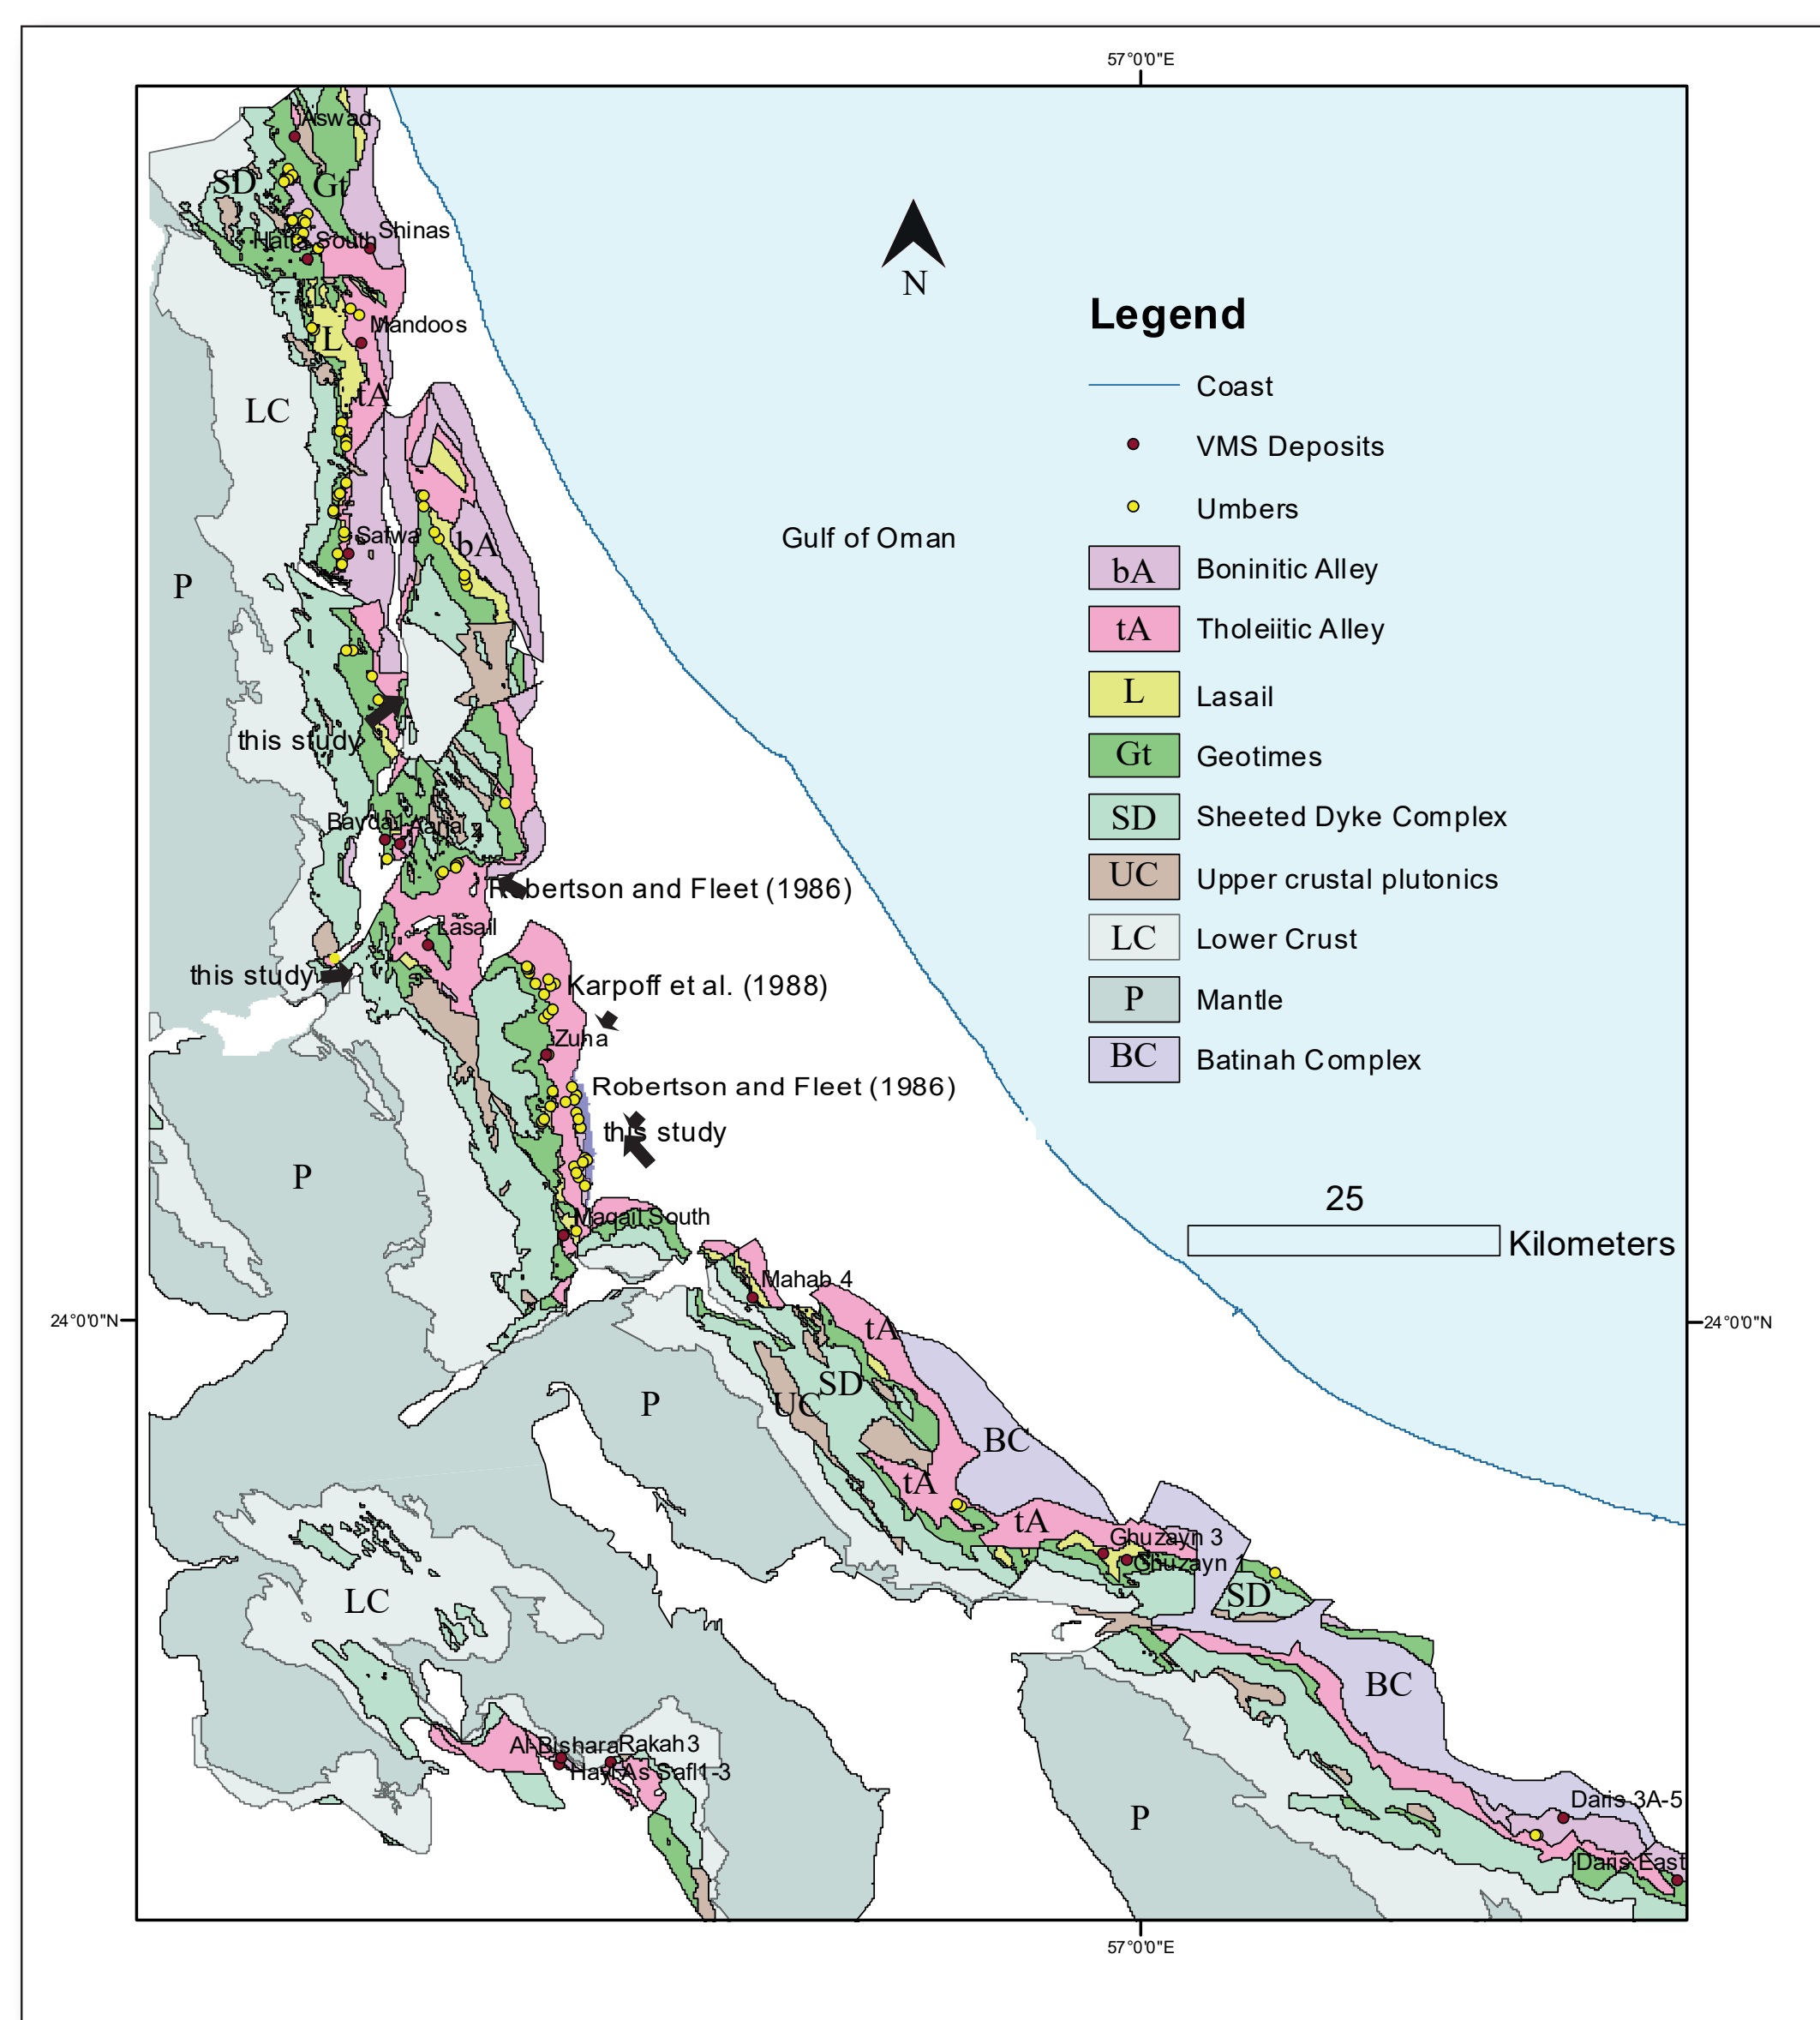 57°0'0"E
Aswad
SD
Gt
Shinas
Hatta South
N
Legend
Mandoos
L
Coast
tA
LC
VMS Deposits
Umbers
Safwa
Gulf of Oman
bA
bA Boninitic Alley
P
tA Tholeiitic Alley
L Lasail
this study
Gt Geotimes
Bayda
Aarja
SD Sheeted Dyke Complex
UC Upper crustal plutonics
Robertson and Fleet (1986)
Lasail
LC Lower Crust
this study
Karpoff et al. (1988)
P Mantle
Zuha
BC Batinah Complex
Robertson and Fleet (1986)
this study
P
25
Kilometers
Maqail South
Mahab 4
24°0'0"N
24°0'0"N
tA
SD
UC
P
BC
tA
tA
Ghuzayn 3
Ghuzayn 1
SD
LC
BC
Al-Bishara
Rakah3
Hayl As Safl1-3
Daris 3A-5
P
Daris East
57°0'0"E